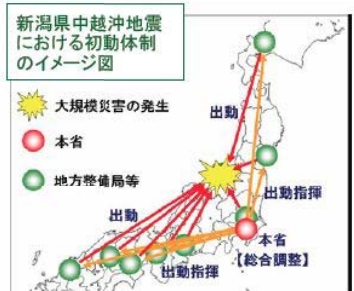 新潟県中越沖地震
における初動体制
のイメージ図
大規模災害の発生
本省
地方整備局等
出動
出動
出動指揮
本省
【総合調整】
出動指揮